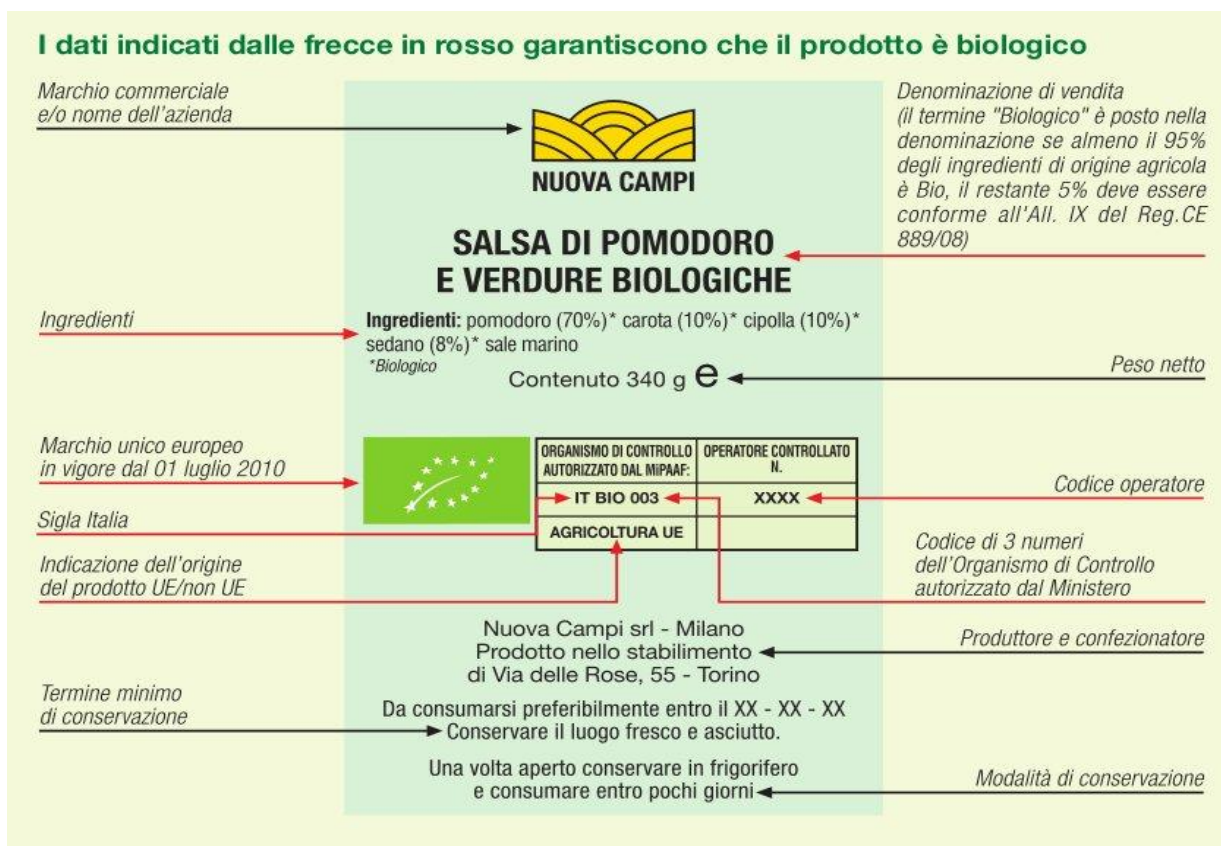 I dati indicati dalle frecce in rosso garantiscono che il prodotto è biologico
Marchio commerciale
e/o nome dell'azienda
NUOVA CAMPI
Denominazione di vendita
(il termine "Biologico" è posto nella
denominazione se almeno il 95%
degli ingredienti di origine agricola
è Bio, il restante 5% deve essere
conforme all'All. IX del Reg.CE
889/08)
SALSA DI POMODORO
E VERDURE BIOLOGICHE
Ingredienti
Ingredienti: pomodoro (70%)* carota (10%)* cipolla (10%)*
sedano (8%)* sale marino
*Biologico
Contenuto 340 g e
Peso netto
Marchio unico europeo
in vigore dal 01 luglio 2010
ORGANISMO DI CONTROLLO
AUTORIZZATO DAL MiPAAF:
OPERATORE CONTROLLATO
N.
IT BIO 003
XXXX
Codice operatore
Sigla Italia
AGRICOLTURA UE
Indicazione dell'origine
del prodotto UE/non UE
Codice di 3 numeri
dell'Organismo di Controllo
autorizzato dal Ministero
Nuova Campi srl - Milano
Prodotto nello stabilimento
di Via delle Rose, 55 - Torino
Produttore e confezionatore
Termine minimo
di conservazione
Da consumarsi preferibilmente entro il XX - XX - XX
Conservare il luogo fresco e asciutto.
Una volta aperto conservare in frigorifero
e consumare entro pochi giorni
Modalità di conservazione